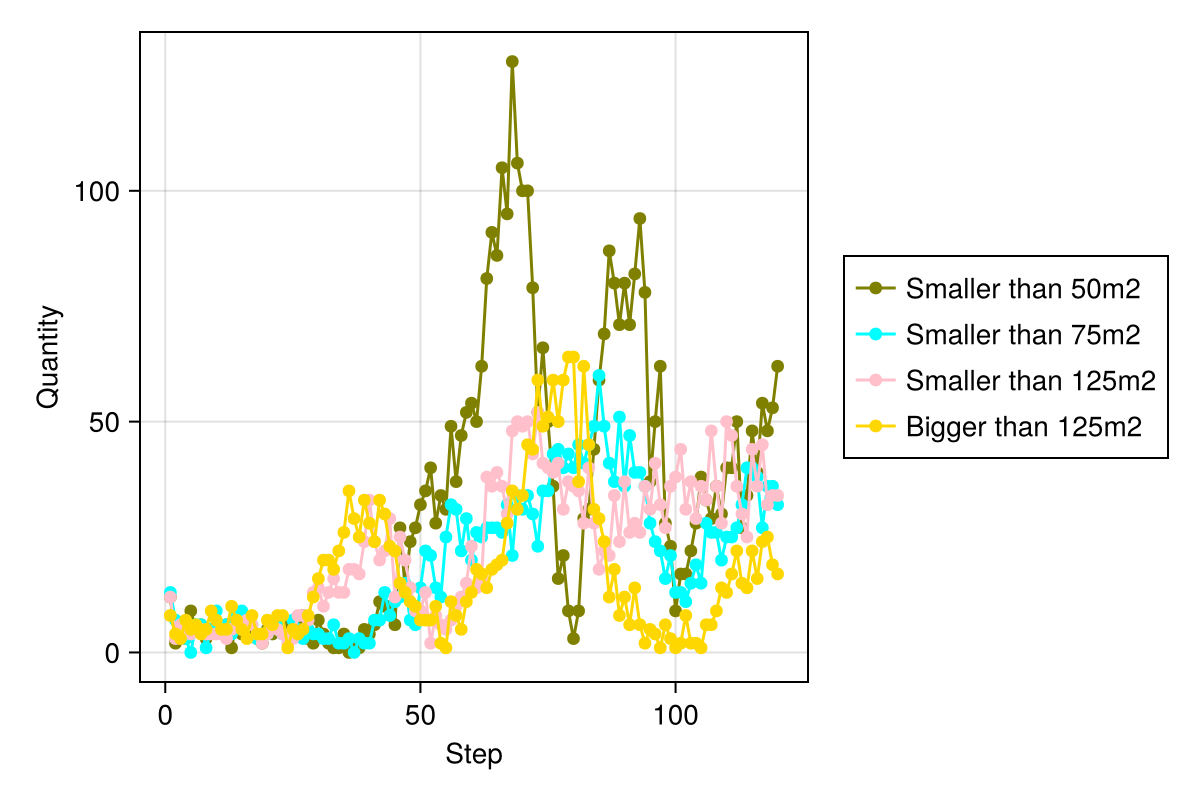 100
50
0
0
50
100
Quantity
Step
Smaller than 50m2
Smaller than 75m2
Smaller than 125m2
Bigger than 125m2